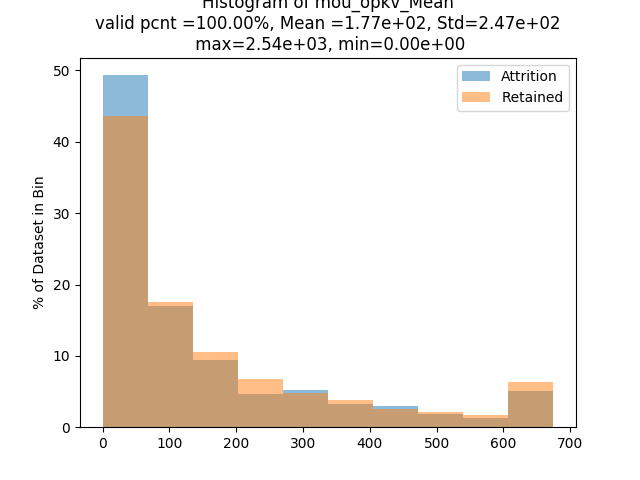 Histogram of mou_opkv_Mean
valid pcnt =100.00%, Mean =1.77e+02, Std=2.47e+02
max=2.54e+03, min=0.00e+00
Attrition
Retained
% of Dataset in Bin
50
40
30
20
10
0
0 100 200 300 400 500 600 700